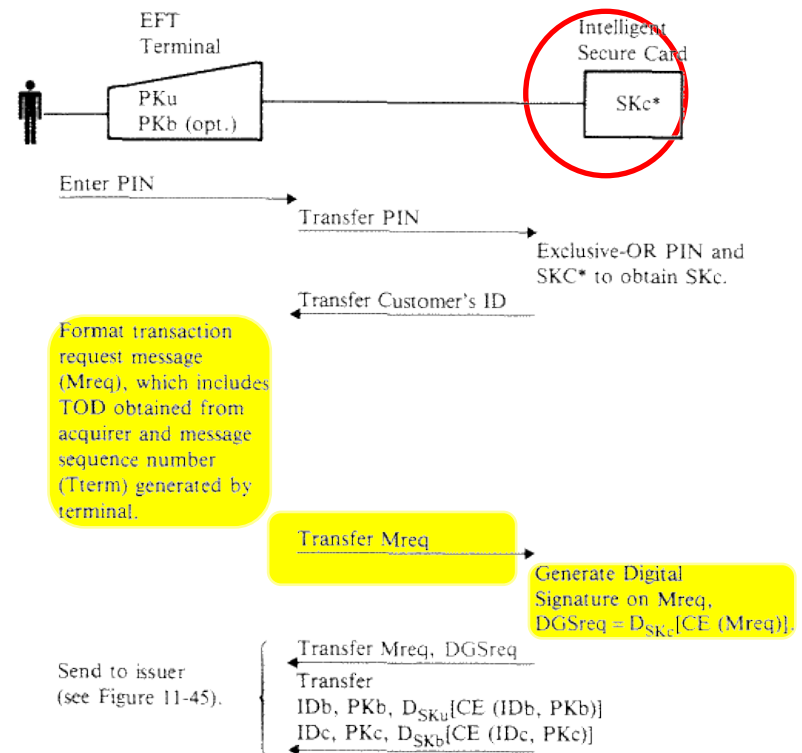 EFT
Terminal
Intelligent
Secure Card
PKu
PKb (opt.)
SKc*
Enter PIN
Transfer PIN
Exclusive-OR PIN and
SKC* to obtain SKc.
Transfer Customer's ID
Format transaction
request message
(Mreq), which includes
TOD obtained from
acquirer and message
sequence number
(Tterm) generated by
terminal.
Transfer Mreq
Generate Digital
Signature on Mreq,
DGSreq = D_SKc[CE (Mreq)].
Transfer Mreq, DGSreq
Send to issuer
(see Figure 11-45).
Transfer
IDb, PKb, D_SKu[CE (IDb, PKb)]
IDc, PKc, D_SKb[CE (IDc, PKc)]